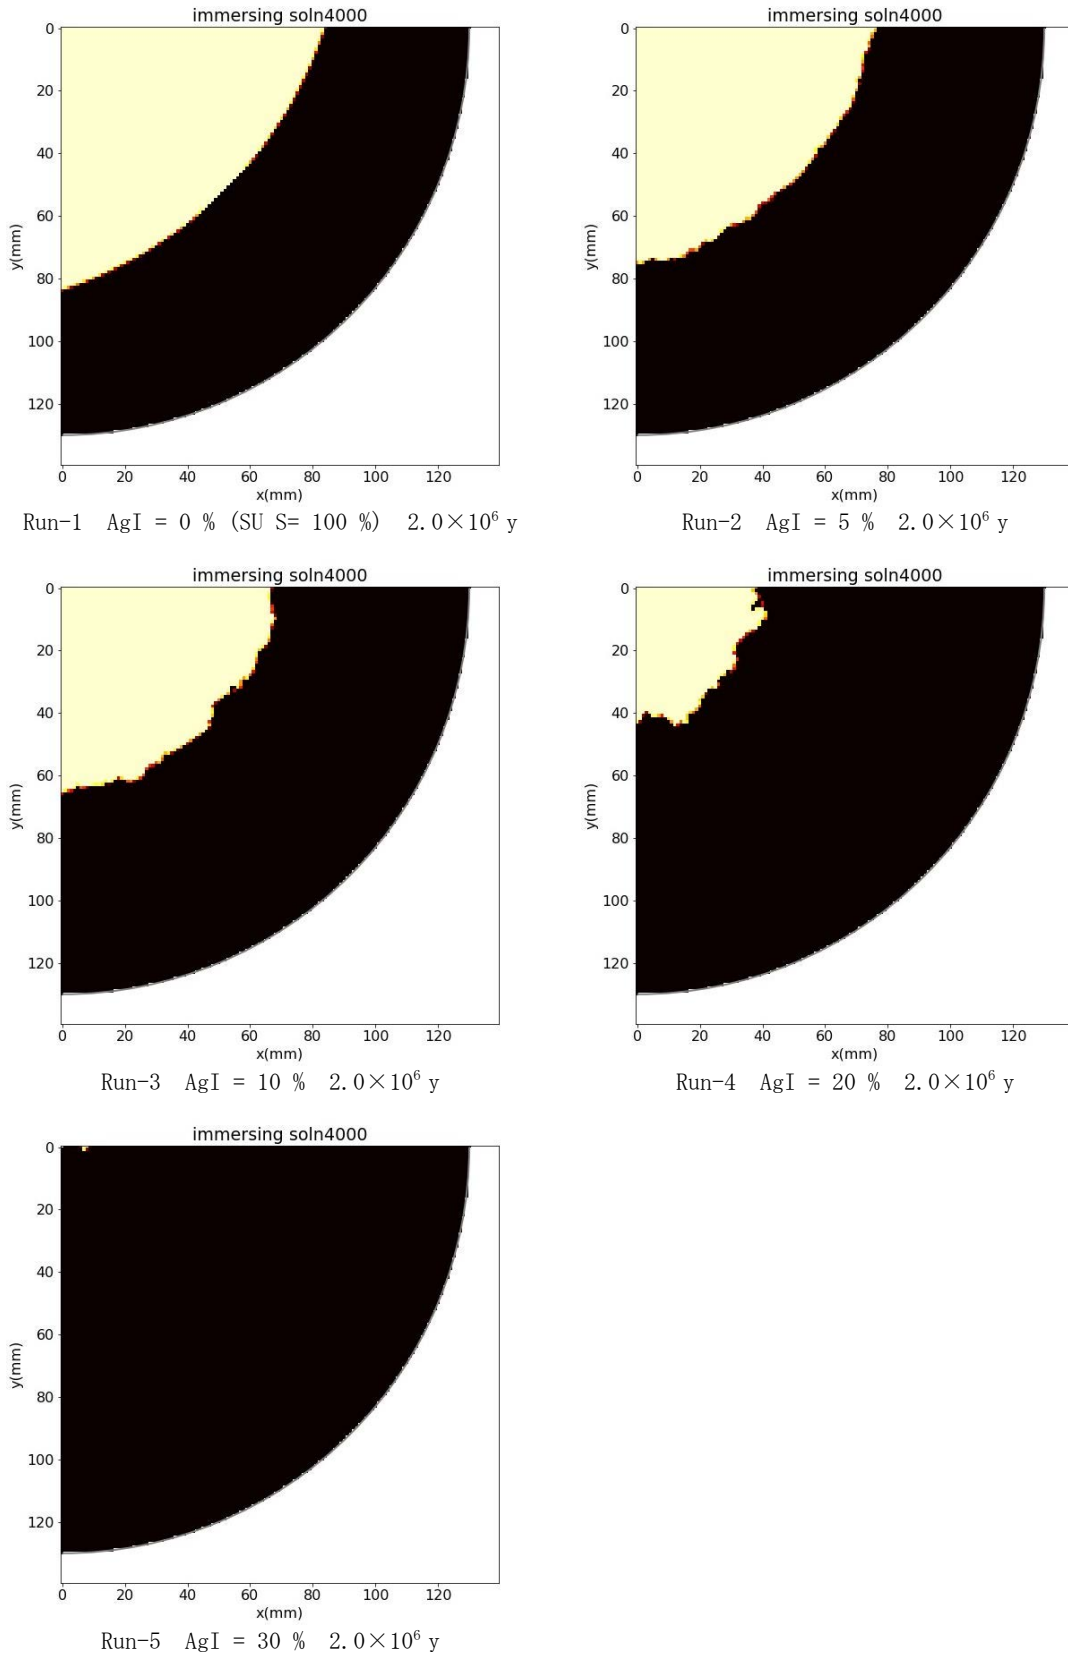 immersing soln4000
immersing soln4000
0
20
40
60
80
100
120
y(mm)
0 20 40 60 80 100 120
x(mm)
0
20
40
60
80
100
120
y(mm)
0 20 40 60 80 100 120
x(mm)
Run-1 AgI = 0 % (SU S= 100 %) 2.0×10⁶ y
Run-2 AgI = 5 % 2.0×10⁶ y
immersing soln4000
immersing soln4000
0
20
40
60
80
100
120
y(mm)
0 20 40 60 80 100 120
x(mm)
0
20
40
60
80
100
120
y(mm)
0 20 40 60 80 100 120
x(mm)
Run-3 AgI = 10 % 2.0×10⁶ y
Run-4 AgI = 20 % 2.0×10⁶ y
immersing soln4000
0
20
40
60
80
100
120
y(mm)
0 20 40 60 80 100 120
x(mm)
Run-5 AgI = 30 % 2.0×10⁶ y